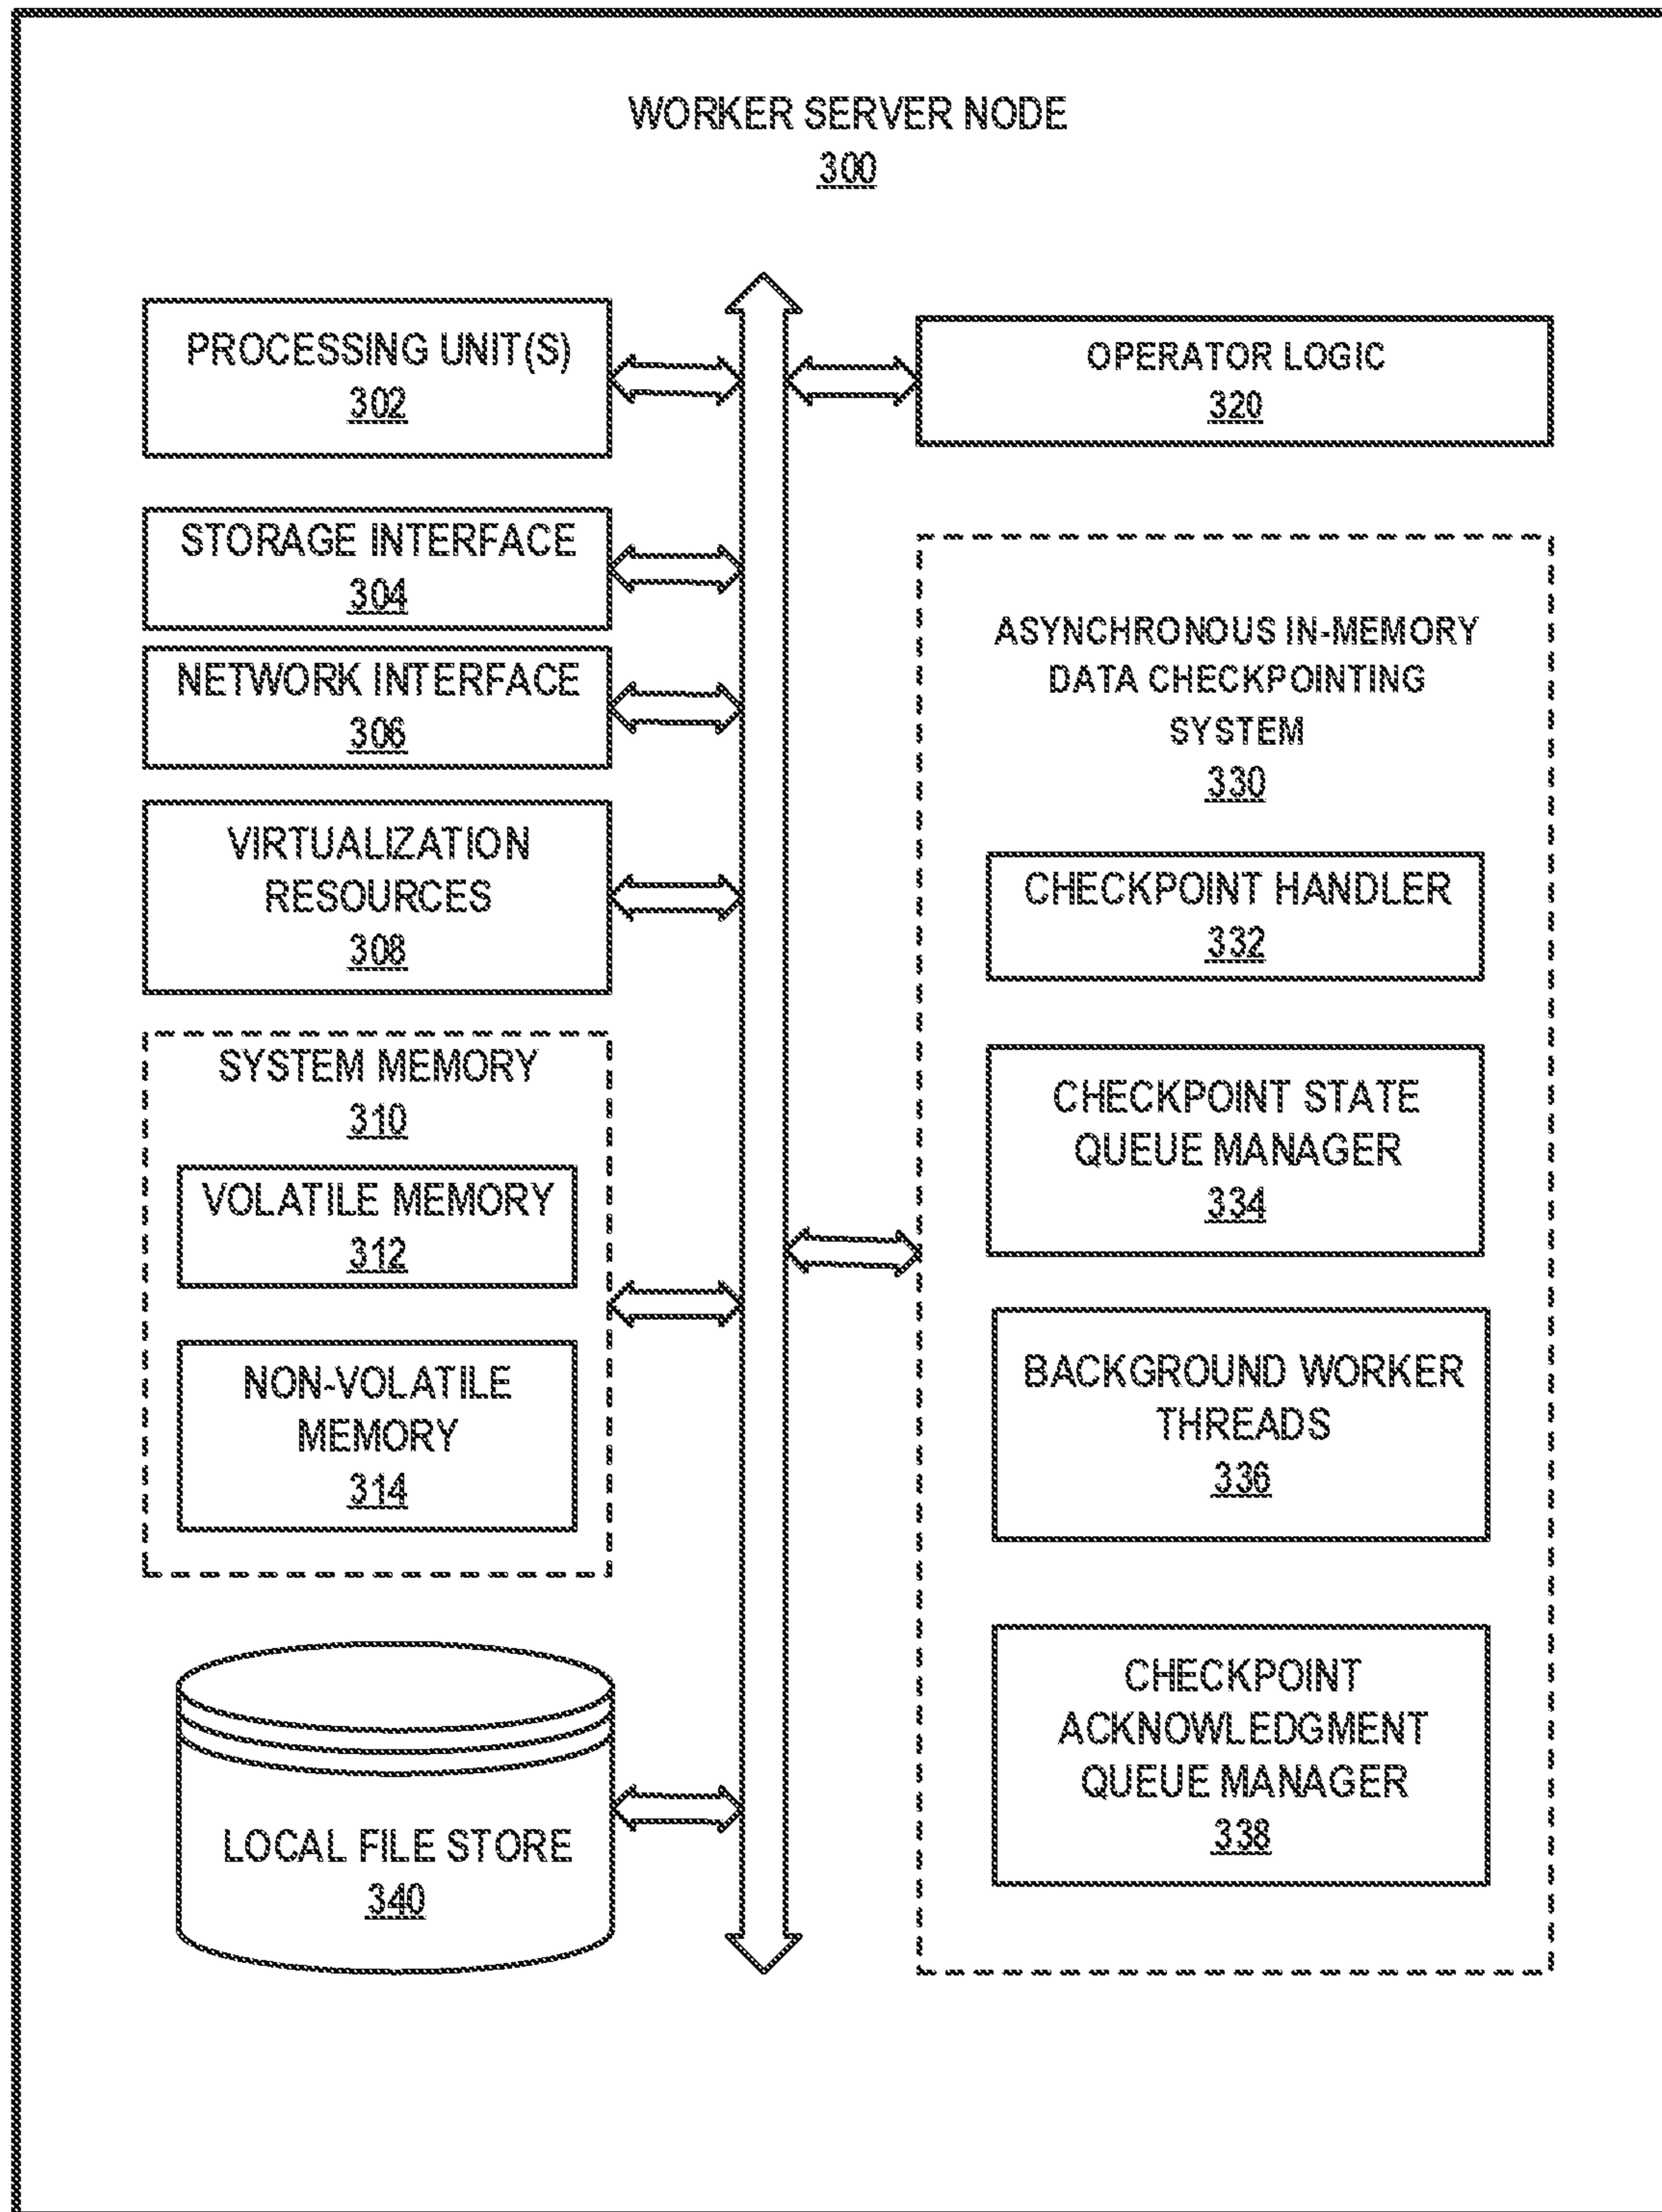 WORKER SERVER NODE
300
PROCESSING UNIT(S)
302
STORAGE INTERFACE
304
NETWORK INTERFACE
306
VIRTUALIZATION
RESOURCES
308
SYSTEM MEMORY
310
VOLATILE MEMORY
312
NON-VOLATILE
MEMORY
314
LOCAL FILE STORE
340
OPERATOR LOGIC
320
ASYNCHRONOUS IN-MEMORY
DATA CHECKPOINTING
SYSTEM
330
CHECKPOINT HANDLER
332
CHECKPOINT STATE
QUEUE MANAGER
334
BACKGROUND WORKER
THREADS
336
CHECKPOINT
ACKNOWLEDGMENT
QUEUE MANAGER
338